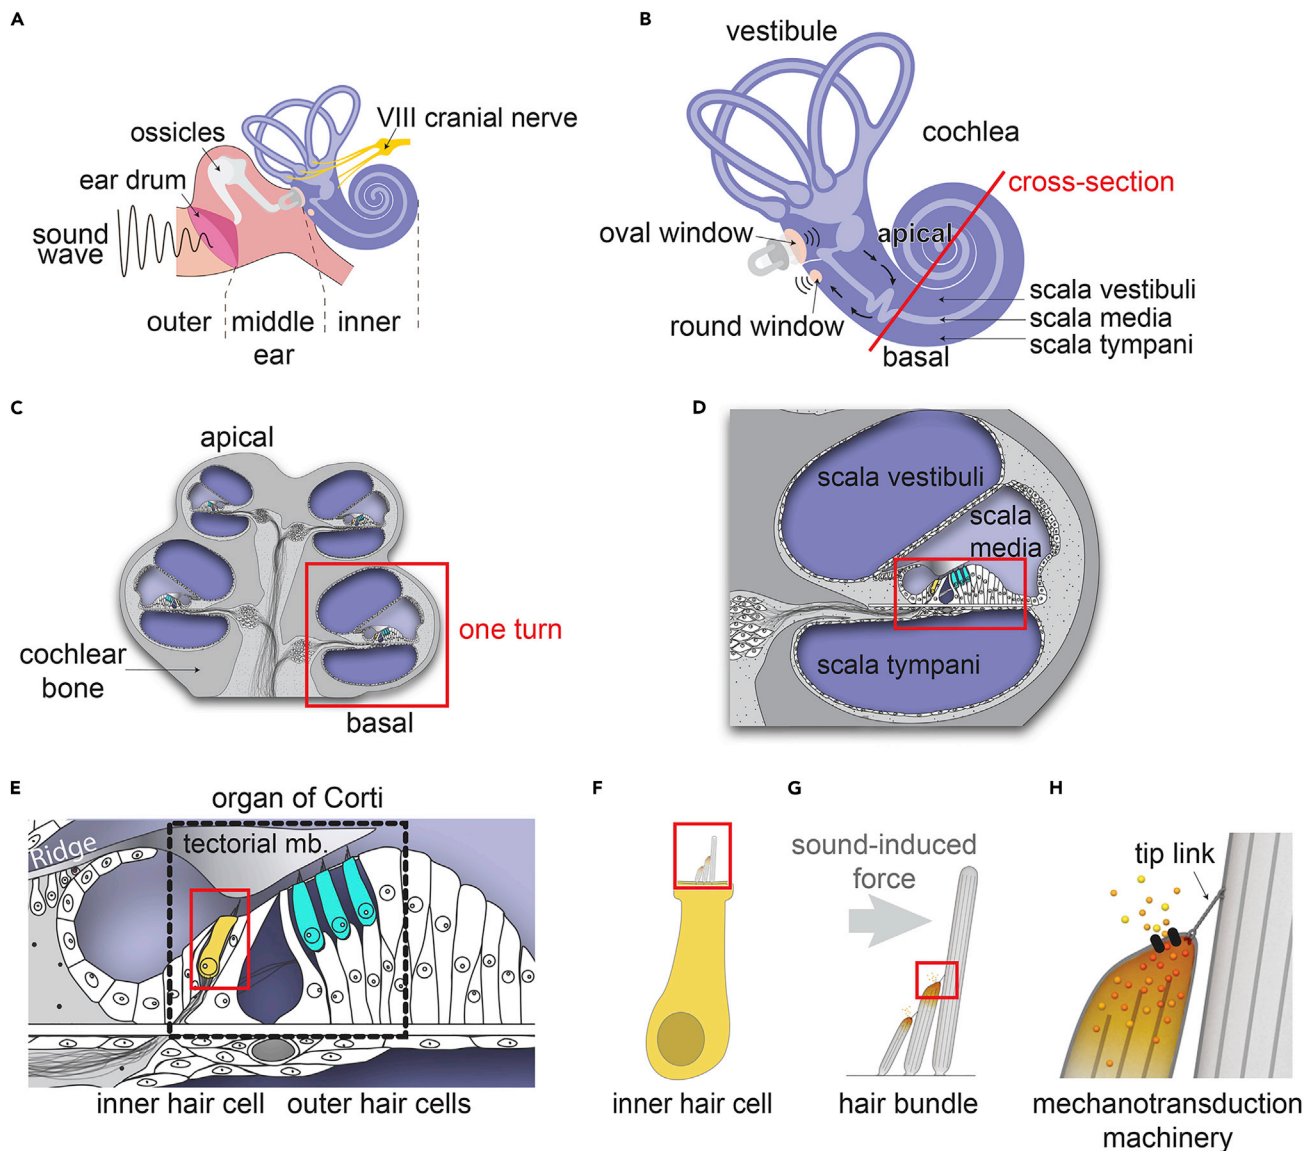 A
ossicles
VIII cranial nerve
ear drum
sound
wave
outer
middle
inner
ear
B
vestibule
cochlea
cross-section
oval window
apical
round window
scala vestibuli
scala media
scala tympani
basal
C
apical
one turn
cochlear
bone
basal
D
scala vestibuli
scala
media
scala tympani
E
organ of Corti
Ridge
tectorial mb.
inner hair cell
outer hair cells
F
inner hair cell
G
sound-induced
force
hair bundle
H
tip link
mechanotransduction
machinery